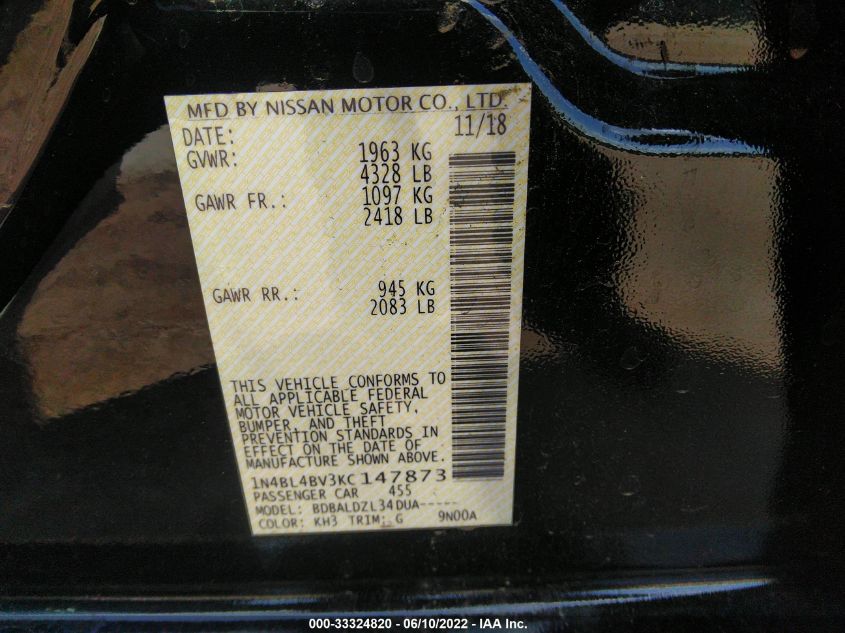 MFD BY NISSAN MOTOR CO., LTD.
DATE: 11/18
GVWR: 1963 KG
4328 LB
GAWR FR.: 1097 KG
2418 LB
GAWR RR.: 945 KG
2083 LB
THIS VEHICLE CONFORMS TO
ALL APPLICABLE FEDERAL
MOTOR VEHICLE SAFETY,
BUMPER, AND THEFT
PREVENTION STANDARDS IN
EFFECT ON THE DATE OF
MANUFACTURE SHOWN ABOVE.
1N4BL4BV3KC147873
PASSENGER CAR 455
MODEL: BDBALDZL34DUA-----
COLOR: KH3 TRIM: G 9N00A
000-33324820 - 06/10/2022 - IAA Inc.